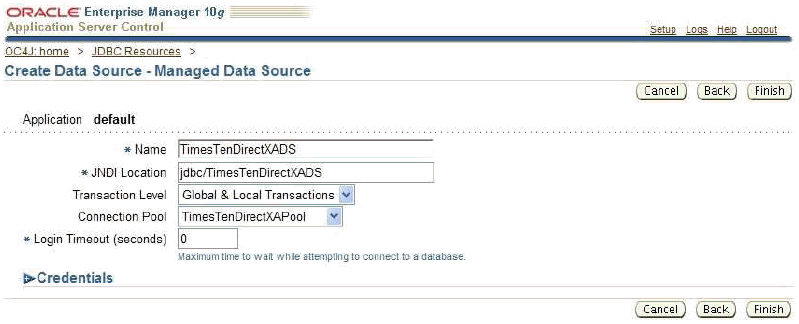 ORACLE Enterprise Manager 10g
Application Server Control
Setup Logs Help Logout
OC4J: home > JDBC Resources >
Create Data Source - Managed Data Source
Cancel Back Finish
Application default
* Name TimesTenDirectXADS
* JNDI Location jdbc/TimesTenDirectXADS
Transaction Level Global & Local Transactions
Connection Pool TimesTenDirectXAPool
* Login Timeout (seconds) 0
Maximum time to wait while attempting to connect to a database.
Credentials
Cancel Back Finish